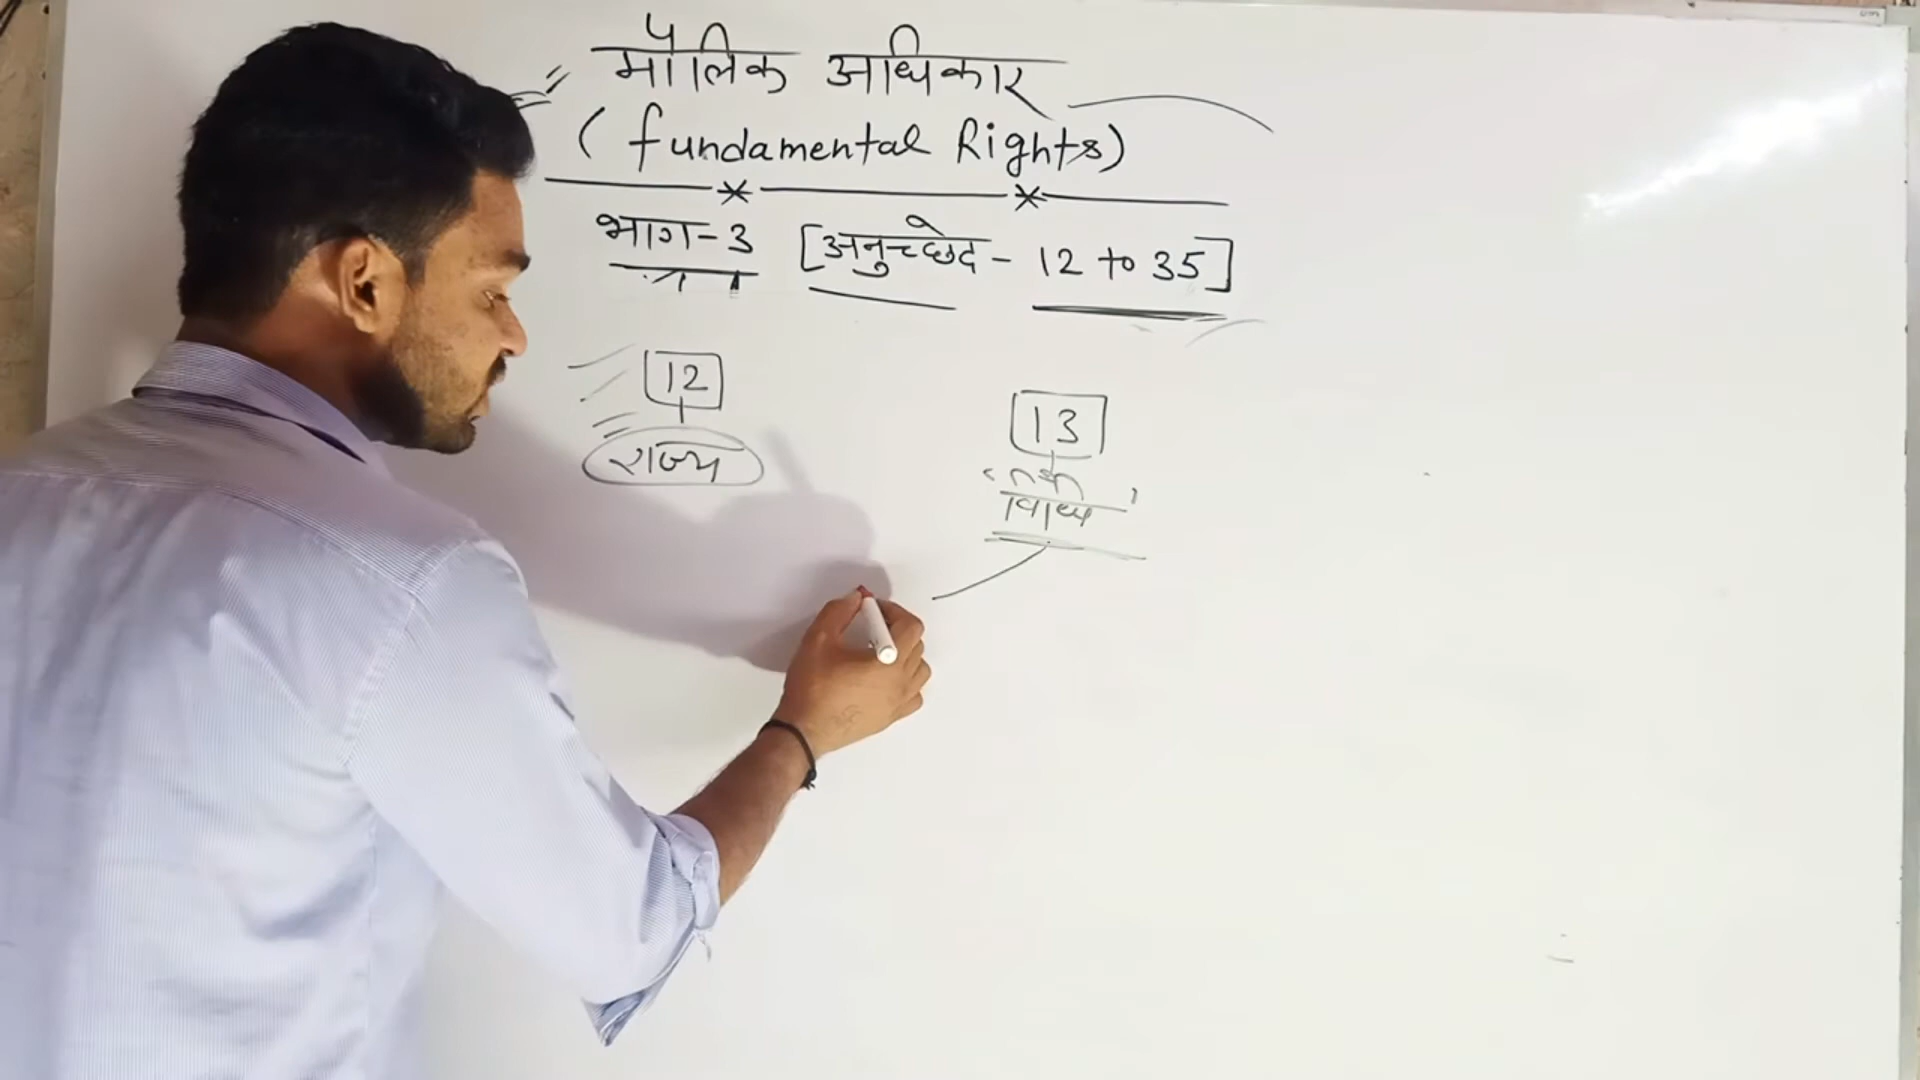 मौलिक अधिकार
(fundamental Rights)
भाग-3 [अनुच्छेद - 12 to 35]
12
राज्य
13
विधि